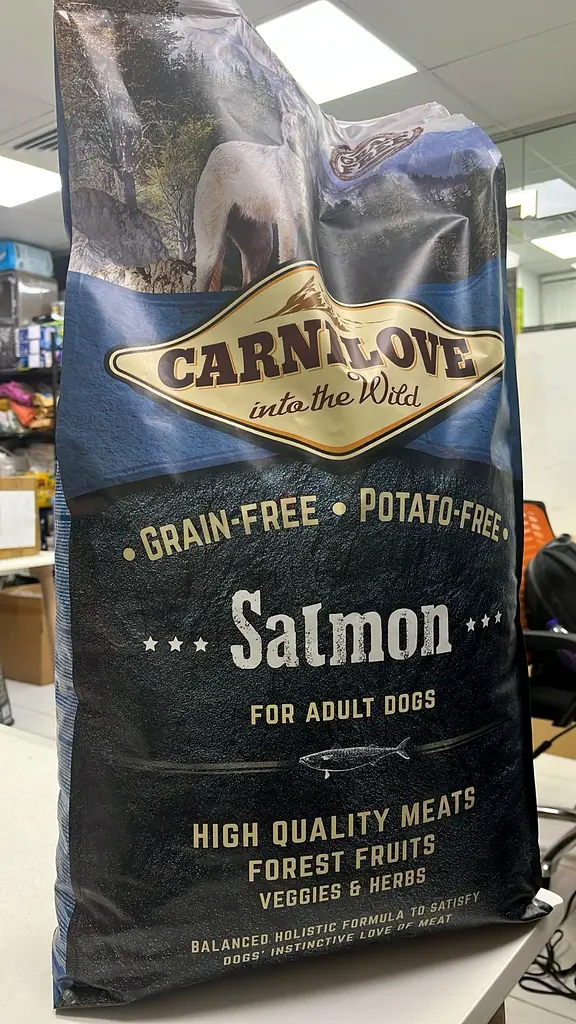 CARNILOVE
into the Wild
• GRAIN-FREE • POTATO-FREE •
Salmon
FOR ADULT DOGS
HIGH QUALITY MEATS
FOREST FRUITS
VEGGIES & HERBS
BALANCED HOLISTIC FORMULA TO SATISFY
DOGS' INSTINCTIVE LOVE OF MEAT